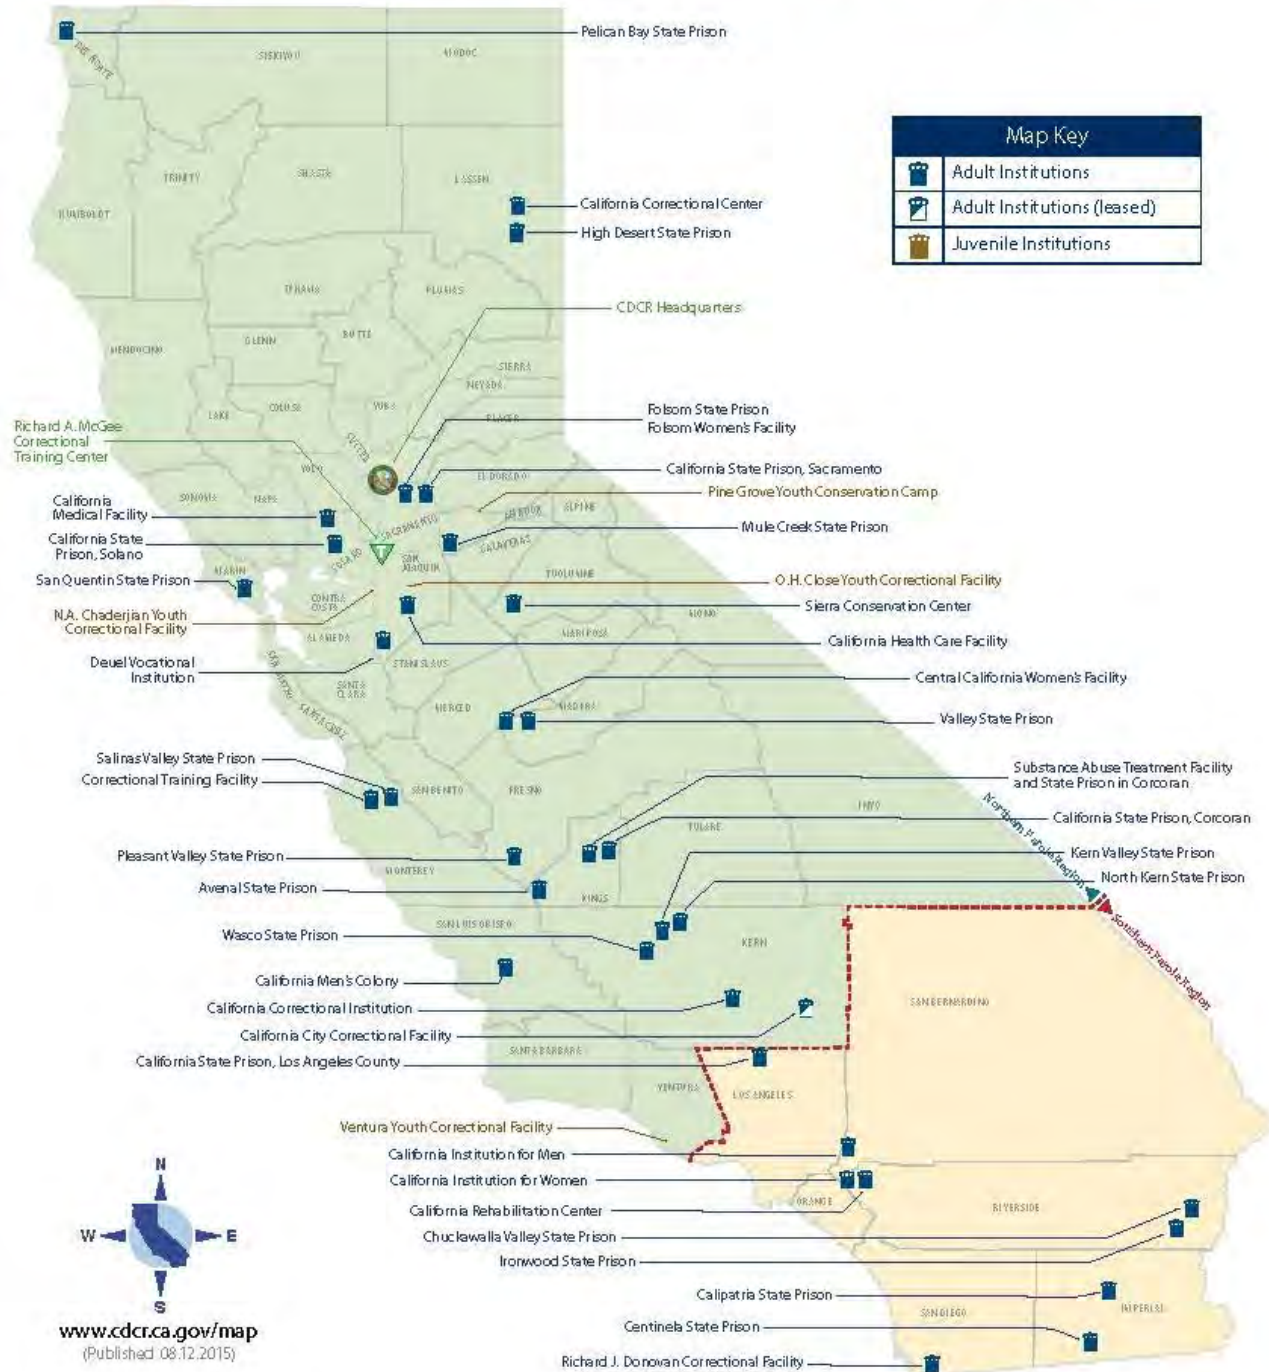 Pelican Bay State Prison
DEL NORTE
SISKIYOU
MODOC
Map Key
Adult Institutions
Adult Institutions (leased)
Juvenile Institutions
TRINITY
SHASTA
LASSEN
HUMBOLDT
California Correctional Center
High Desert State Prison
TEHAMA
PLUMAS
CDCR Headquarters
MENDOCINO
GLENN
BUTTE
SIERRA
NEVADA
LAKE
COLUSA
YUBA
PLACER
SUTTER
Folsom State Prison
Folsom Women's Facility
Richard A. McGee
Correctional
Training Center
YOLO
EL DORADO
California State Prison, Sacramento
SONOMA
NAPA
Pine Grove Youth Conservation Camp
California
Medical Facility
SACRAMENTO
AMADOR
ALPINE
California State
Prison, Solano
Mule Creek State Prison
SOLANO
T
SAN
JOAQUIN
CALAVERAS
MARIN
San Quentin State Prison
TUOLUMNE
O.H. Close Youth Correctional Facility
CONTRA
COSTA
Sierra Conservation Center
MONO
N.A. Chaderjian Youth
Correctional Facility
ALAMEDA
MARIPOSA
California Health Care Facility
Deuel Vocational
Institution
STANISLAUS
SAN MATEO
SANTA
CLARA
Central California Women's Facility
SANTA CRUZ
MERCED
MADERA
Valley State Prison
Salinas Valley State Prison
Correctional Training Facility
SAN BENITO
FRESNO
Substance Abuse Treatment Facility
and State Prison in Corcoran
INYO
Northern Parole Region
TULARE
California State Prison, Corcoran
Pleasant Valley State Prison
Kern Valley State Prison
MONTEREY
North Kern State Prison
Avenal State Prison
KINGS
Southern Parole Region
SAN LUIS OBISPO
Wasco State Prison
KERN
California Men's Colony
SAN BERNARDINO
California Correctional Institution
California City Correctional Facility
SANTA BARBARA
California State Prison, Los Angeles County
VENTURA
LOS ANGELES
Ventura Youth Correctional Facility
California Institution for Men
California Institution for Women
ORANGE
RIVERSIDE
California Rehabilitation Center
Chuckawalla Valley State Prison
Ironwood State Prison
N
W
E
S
Calipatria State Prison
SAN DIEGO
IMPERIAL
Centinela State Prison
www.cdcr.ca.gov/map
(Published 08.12.2015)
Richard J. Donovan Correctional Facility